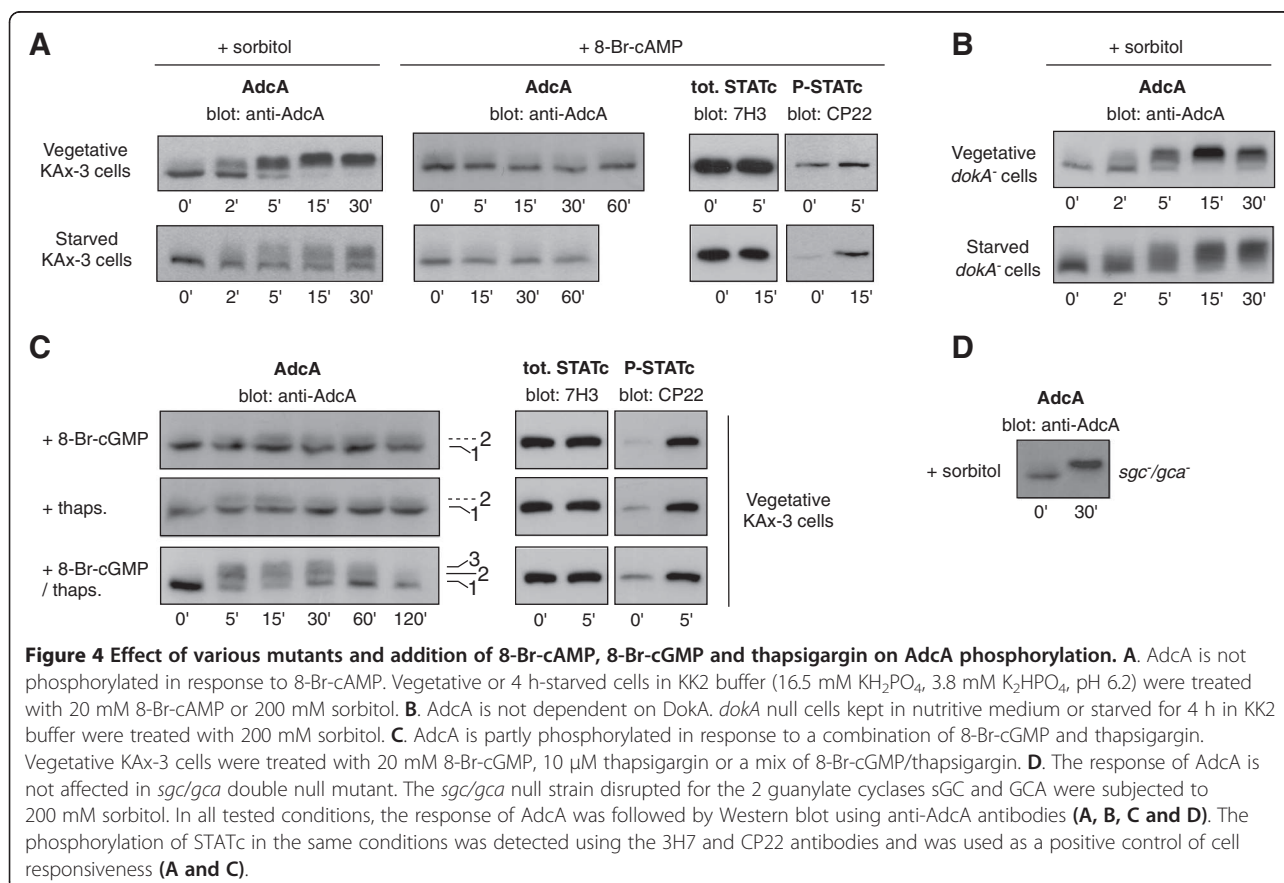 A
+ sorbitol
+ 8-Br-cAMP
AdcA
blot: anti-AdcA
AdcA
blot: anti-AdcA
tot. STATc
blot: 7H3
P-STATc
blot: CP22
Vegetative
KAx-3 cells
0' 2' 5' 15' 30'
0' 5' 15' 30' 60'
0' 5'
0' 5'
Starved
KAx-3 cells
0' 2' 5' 15' 30'
0' 15' 30' 60'
0' 15'
0' 15'
B
+ sorbitol
AdcA
blot: anti-AdcA
Vegetative
dokA- cells
0' 2' 5' 15' 30'
Starved
dokA- cells
0' 2' 5' 15' 30'
C
AdcA
blot: anti-AdcA
tot. STATc
blot: 7H3
P-STATc
blot: CP22
+ 8-Br-cGMP
2
1
+ thaps.
2
1
+ 8-Br-cGMP
/ thaps.
3
2
1
0' 5' 15' 30' 60' 120'
0' 5'
0' 5'
Vegetative
KAx-3 cells
D
AdcA
blot: anti-AdcA
+ sorbitol
sgc-/gca-
0' 30'
Figure 4 Effect of various mutants and addition of 8-Br-cAMP, 8-Br-cGMP and thapsigargin on AdcA phosphorylation. A. AdcA is not
phosphorylated in response to 8-Br-cAMP. Vegetative or 4 h-starved cells in KK2 buffer (16.5 mM KH₂PO₄, 3.8 mM K₂HPO₄, pH 6.2) were treated
with 20 mM 8-Br-cAMP or 200 mM sorbitol. B. AdcA is not dependent on DokA. dokA null cells kept in nutritive medium or starved for 4 h in KK2
buffer were treated with 200 mM sorbitol. C. AdcA is partly phosphorylated in response to a combination of 8-Br-cGMP and thapsigargin.
Vegetative KAx-3 cells were treated with 20 mM 8-Br-cGMP, 10 μM thapsigargin or a mix of 8-Br-cGMP/thapsigargin. D. The response of AdcA is
not affected in sgc/gca double null mutant. The sgc/gca null strain disrupted for the 2 guanylate cyclases sGC and GCA were subjected to
200 mM sorbitol. In all tested conditions, the response of AdcA was followed by Western blot using anti-AdcA antibodies (A, B, C and D). The
phosphorylation of STATc in the same conditions was detected using the 3H7 and CP22 antibodies and was used as a positive control of cell
responsiveness (A and C).